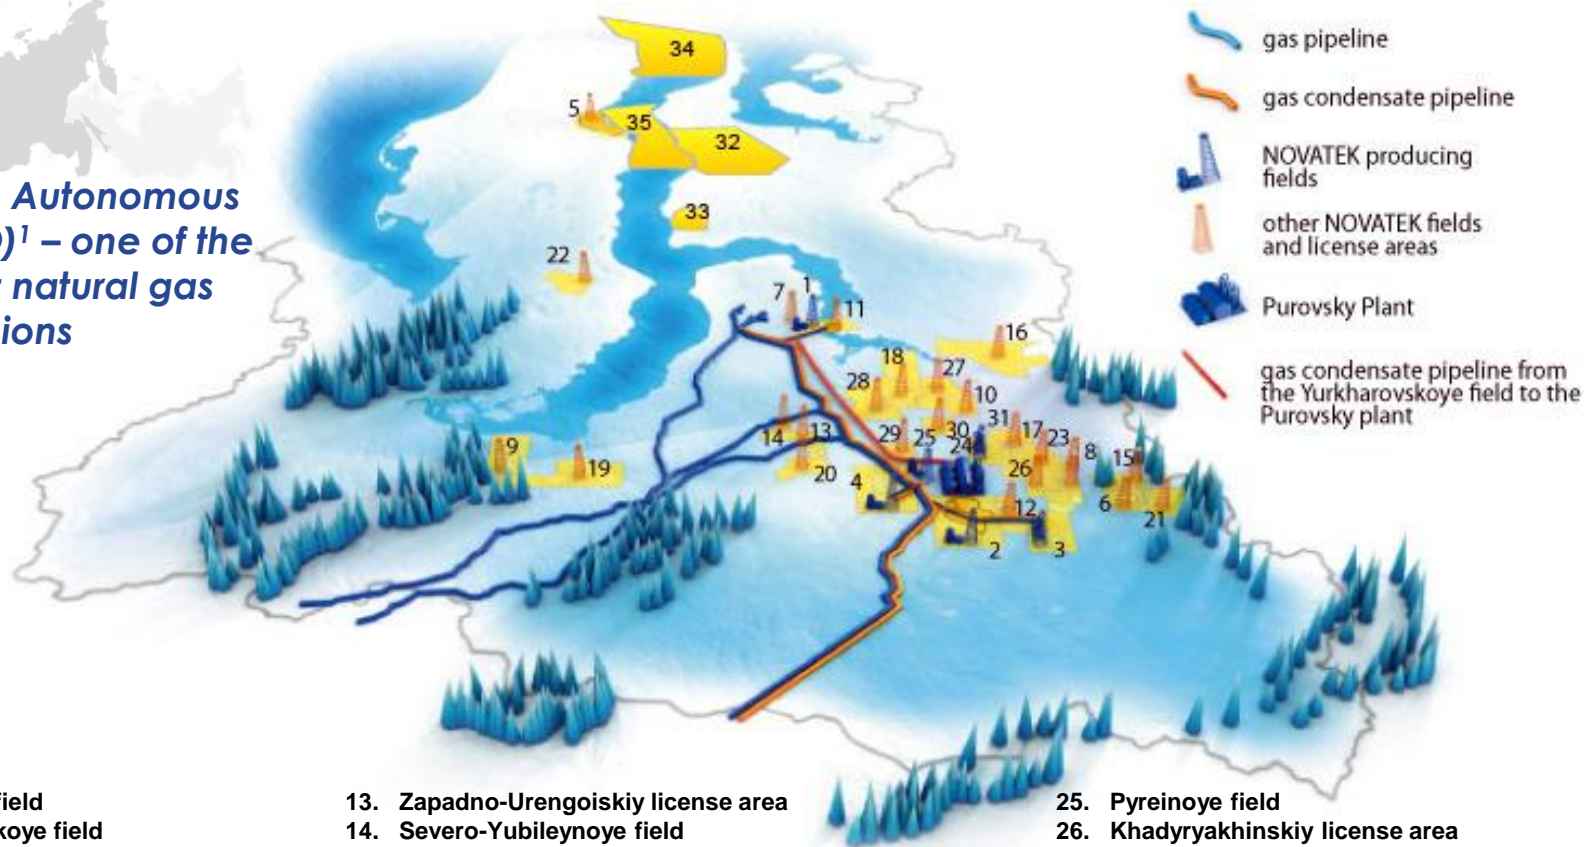 Autonomous
)¹ – one of the
natural gas
ions
34
5
35
32
33
22
7
1
11
16
18
27
28
10
31
14
13
29
25
30
24
17
23
8
9
19
20
4
26
15
6
12
21
2
3
gas pipeline
gas condensate pipeline
NOVATEK producing
fields
other NOVATEK fields
and license areas
Purovsky Plant
gas condensate pipeline from
the Yurkharovskoye field to the
Purovsky plant
field
koye field
13. Zapadno-Urengoiskiy license area
14. Severo-Yubileynoye field
25. Pyreinoye field
26. Khadyryakhinskiy license area